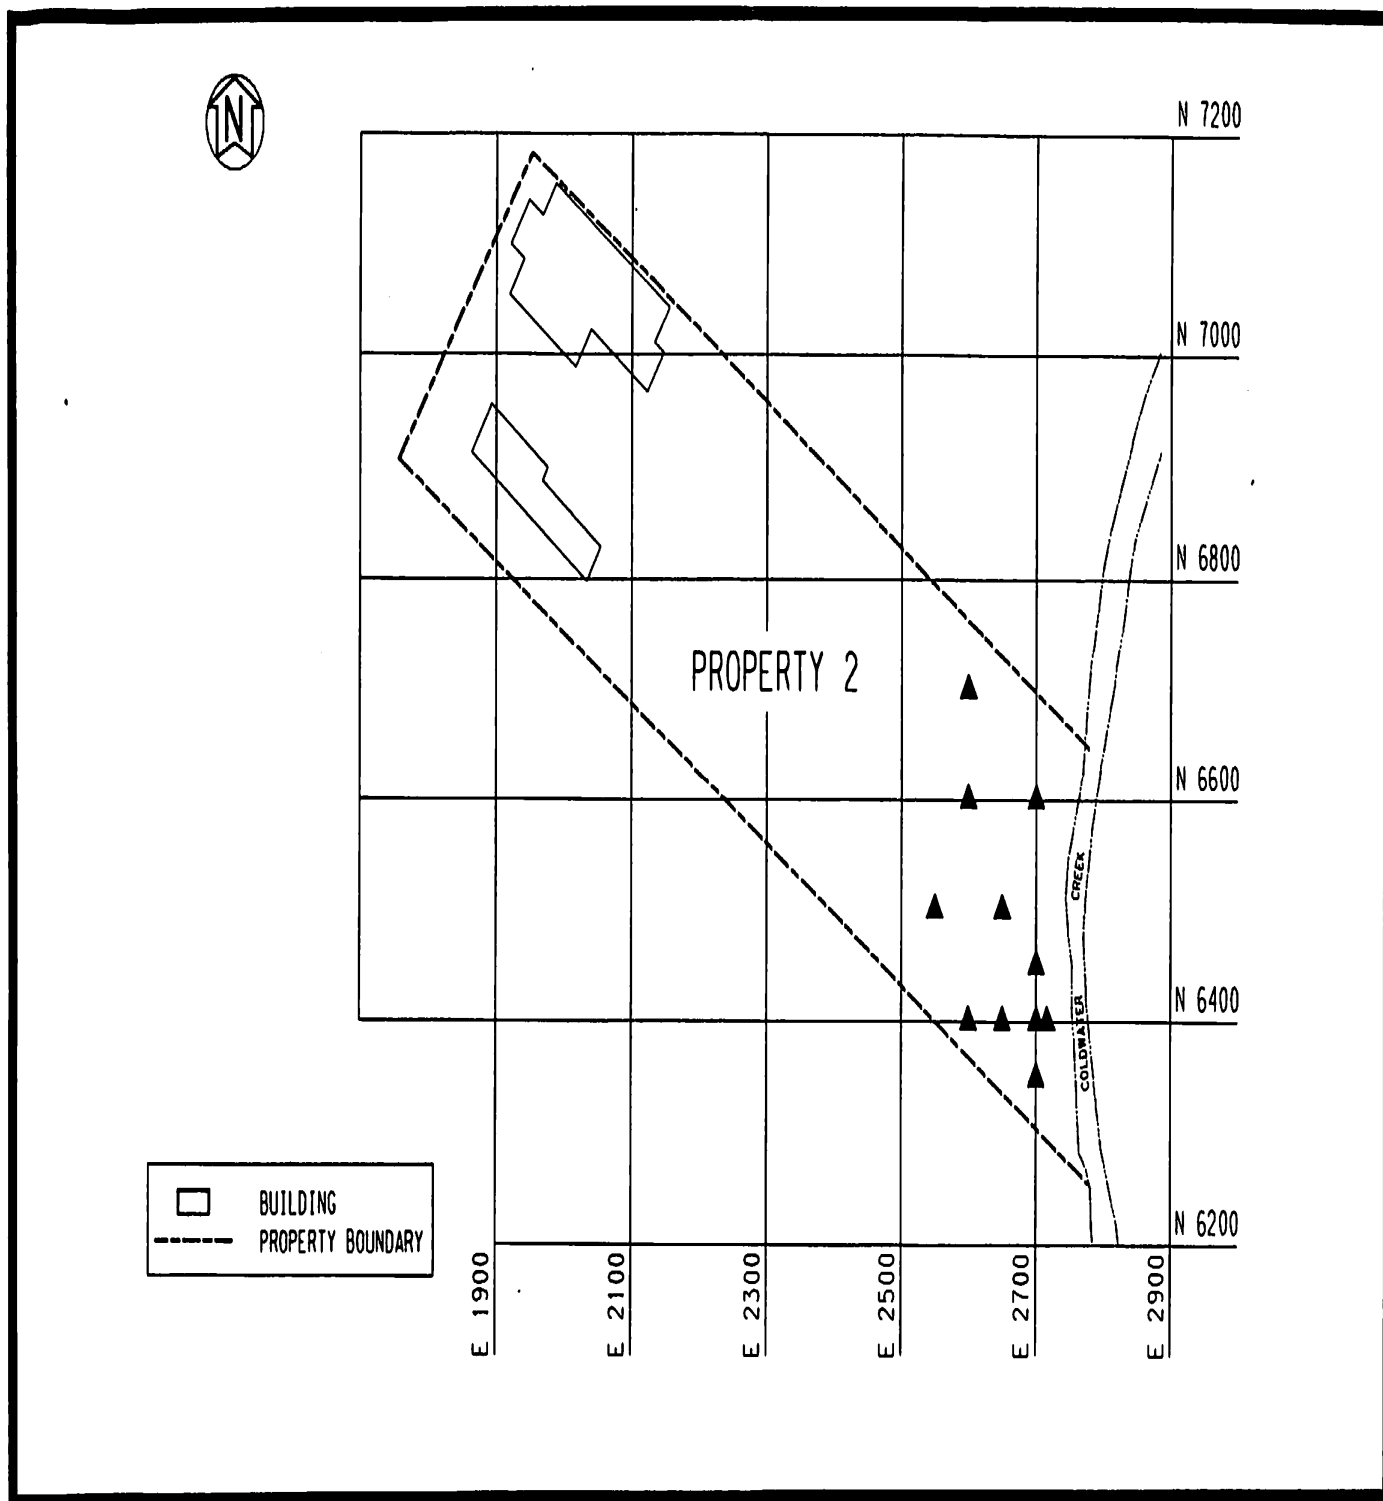 N
N 7200
N 7000
N 6800
PROPERTY 2
N 6600
CREEK
N 6400
COLDWATER
N 6200
BUILDING
PROPERTY BOUNDARY
E 1900
E 2100
E 2300
E 2500
E 2700
E 2900